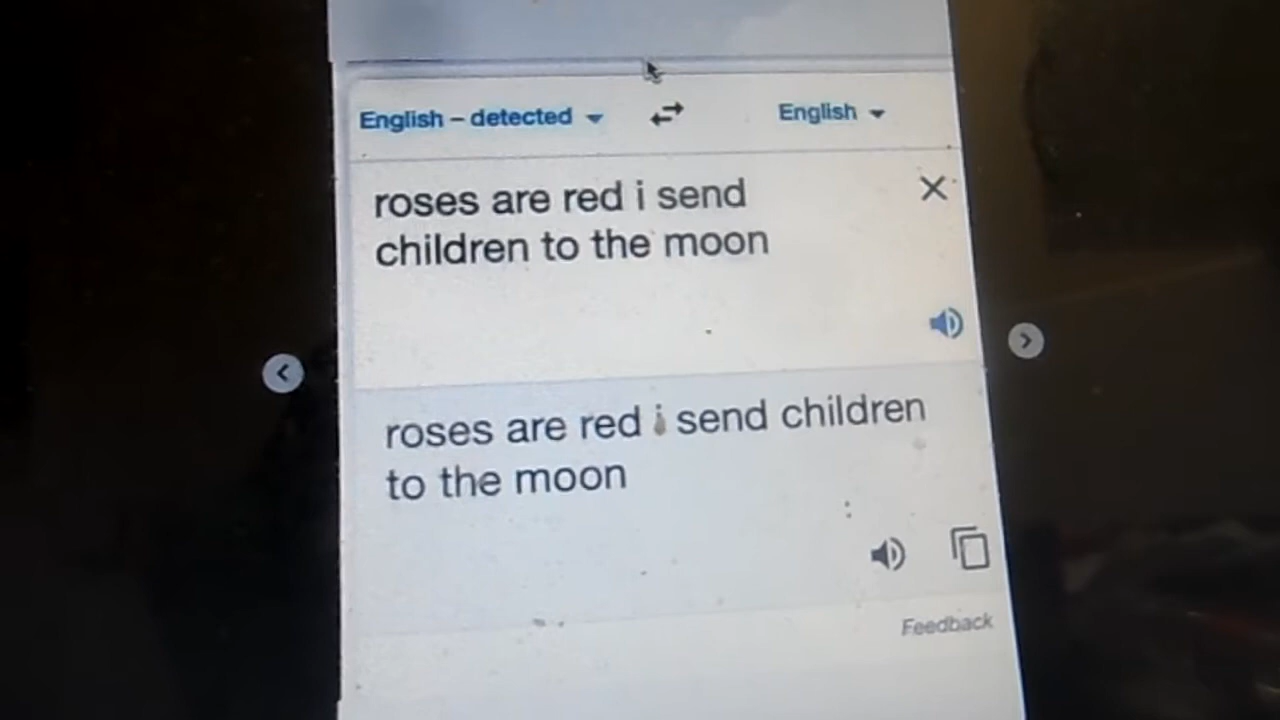 English – detected English
roses are red i send
children to the moon
roses are red i send children
to the moon
Feedback